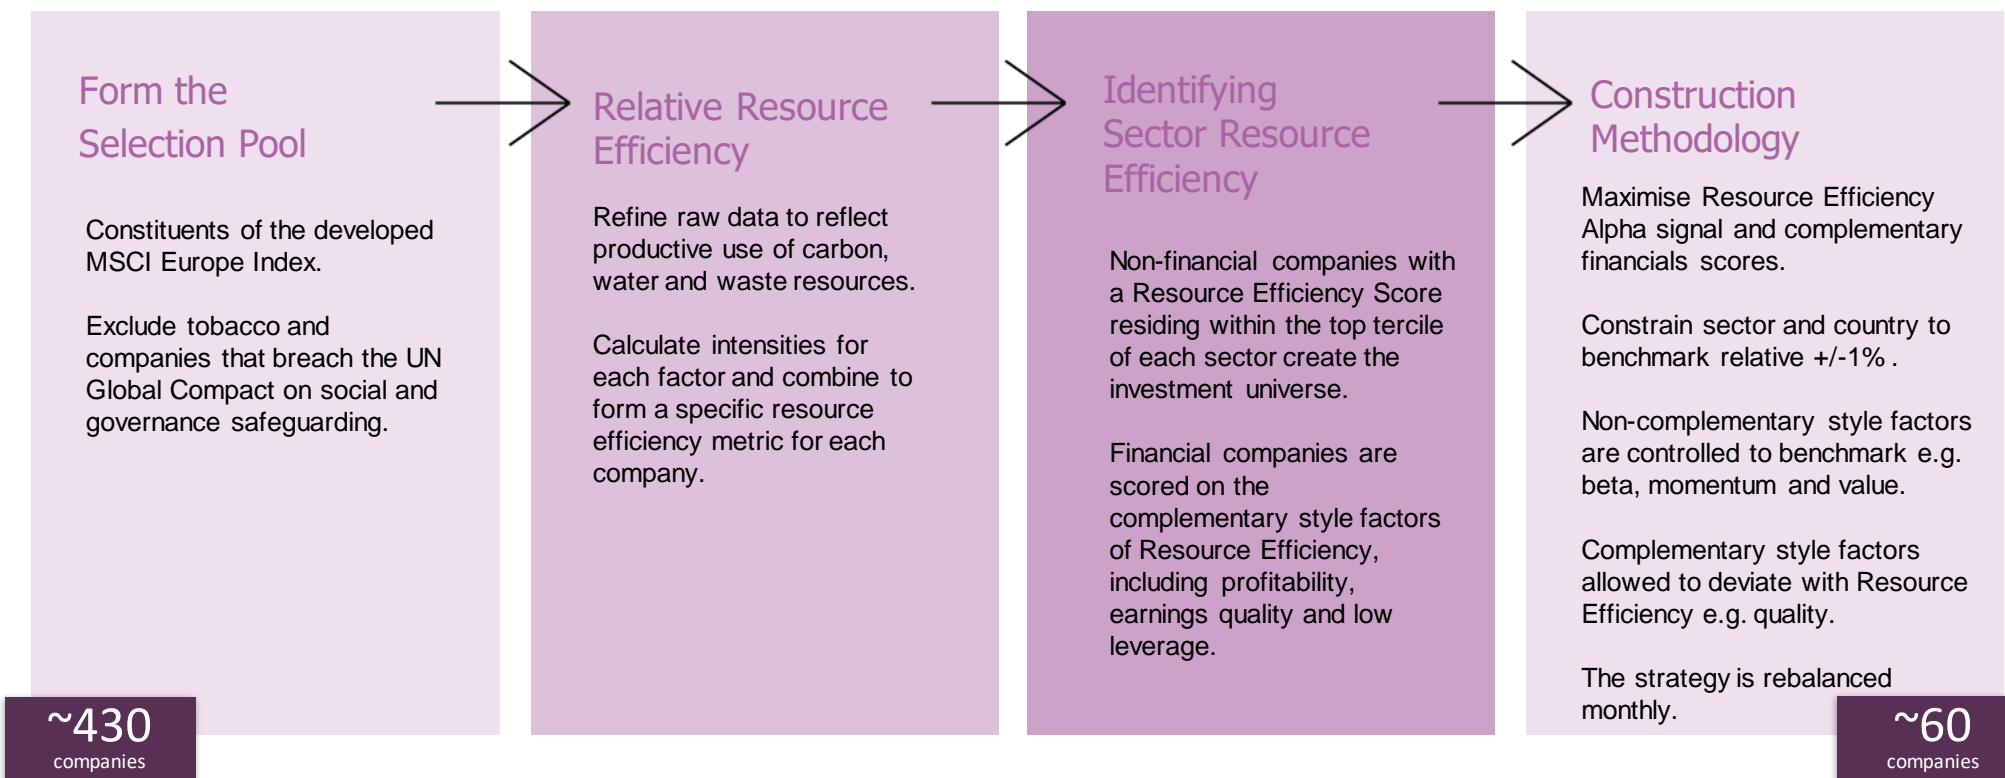 Form the
Selection Pool
Constituents of the developed
MSCI Europe Index.
Exclude tobacco and
companies that breach the UN
Global Compact on social and
governance safeguarding.
~430
companies
Relative Resource
Efficiency
Refine raw data to reflect
productive use of carbon,
water and waste resources.
Calculate intensities for
each factor and combine to
form a specific resource
efficiency metric for each
company.
Identifying
Sector Resource
Efficiency
Non-financial companies with
a Resource Efficiency Score
residing within the top tercile
of each sector create the
investment universe.
Financial companies are
scored on the
complementary style factors
of Resource Efficiency,
including profitability,
earnings quality and low
leverage.
Construction
Methodology
Maximise Resource Efficiency
Alpha signal and complementary
financials scores.
Constrain sector and country to
benchmark relative +/-1% .
Non-complementary style factors
are controlled to benchmark e.g.
beta, momentum and value.
Complementary style factors
allowed to deviate with Resource
Efficiency e.g. quality.
The strategy is rebalanced
monthly.
~60
companies